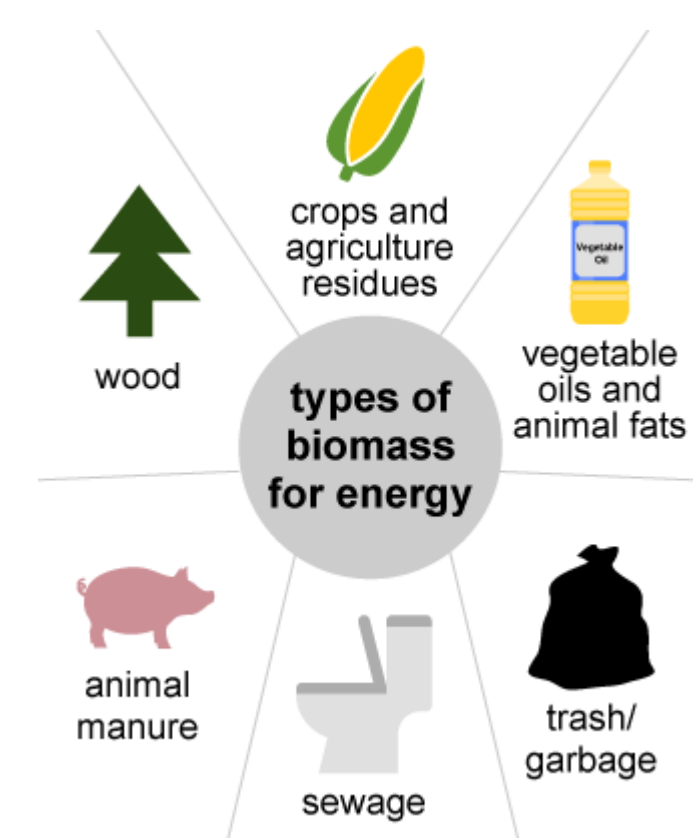 crops and
agriculture
residues
Vegetable
Oil
vegetable
oils and
animal fats
wood
types of
biomass
for energy
animal
manure
sewage
trash/
garbage